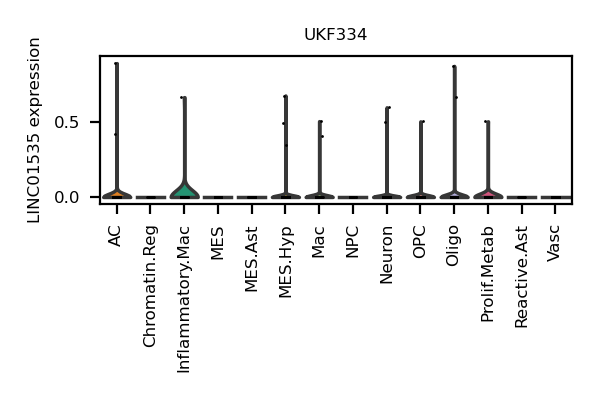 UKF334
LINC01535 expression
0.5
0.0
AC
Chromatin.Reg
Inflammatory.Mac
MES
MES.Ast
MES.Hyp
Mac
NPC
Neuron
OPC
Oligo
Prolif.Metab
Reactive.Ast
Vasc